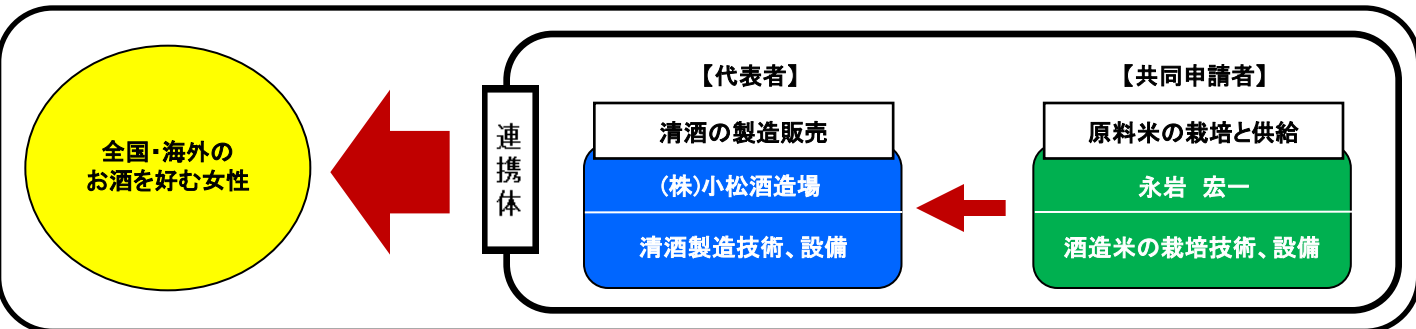 全国・海外の
お酒を好む女性
連携体
【代表者】
清酒の製造販売
(株)小松酒造場
清酒製造技術、設備
【共同申請者】
原料米の栽培と供給
永岩　宏一
酒造米の栽培技術、設備